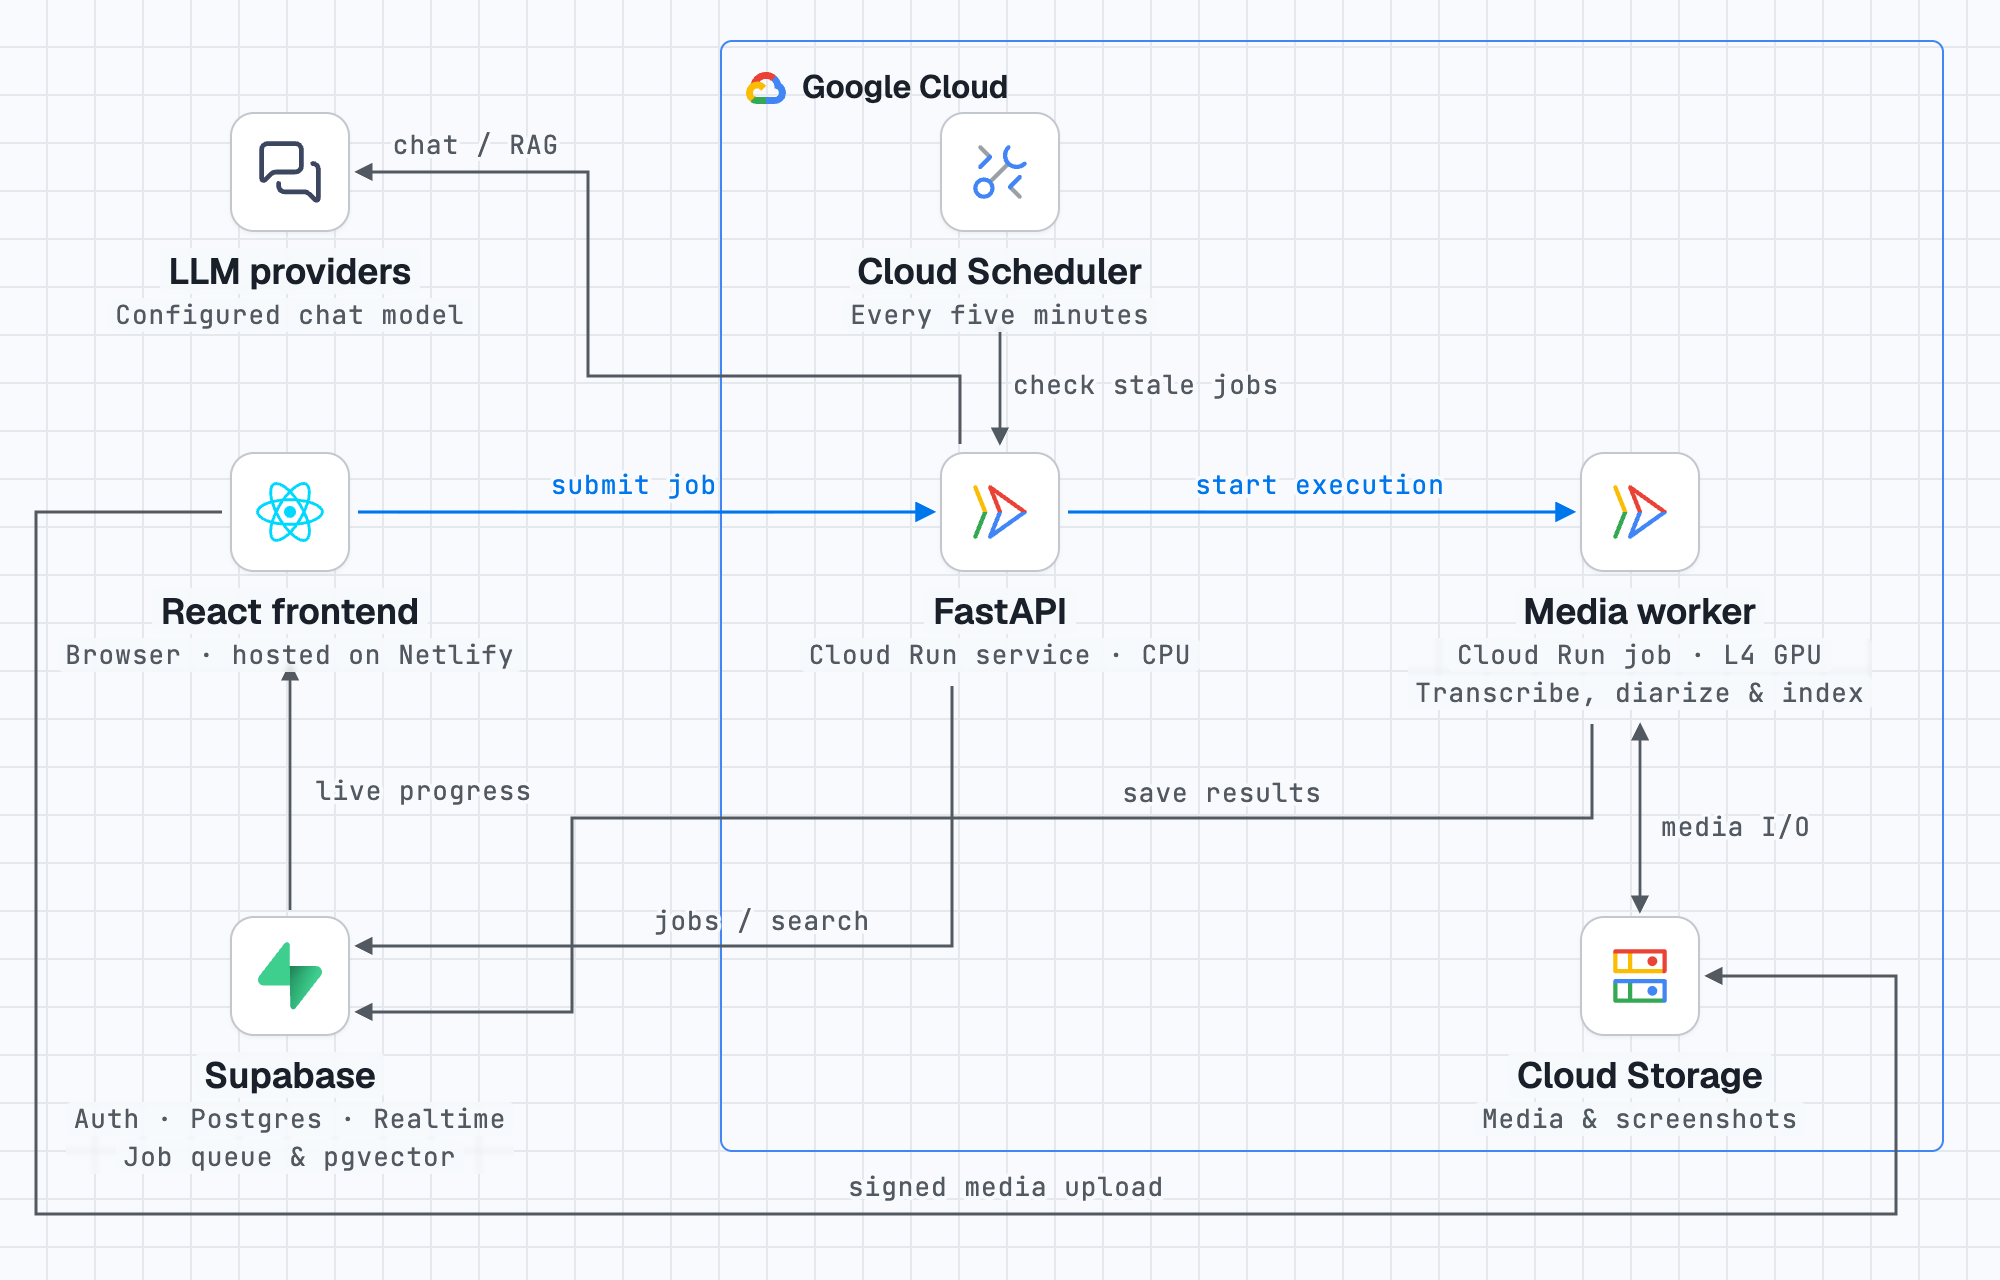 Google Cloud
chat / RAG
LLM providers
Configured chat model
Cloud Scheduler
Every five minutes
check stale jobs
submit job
start execution
React frontend
Browser · hosted on Netlify
FastAPI
Cloud Run service · CPU
Media worker
Cloud Run job · L4 GPU
Transcribe, diarize & index
live progress
save results
media I/O
jobs / search
Supabase
Auth · Postgres · Realtime
Job queue & pgvector
Cloud Storage
Media & screenshots
signed media upload